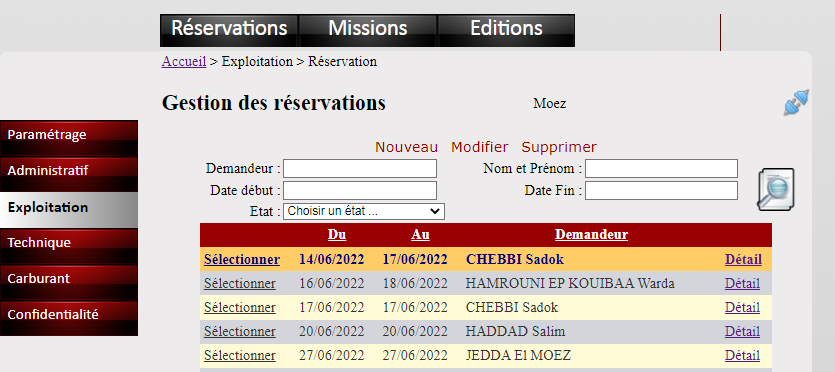 Réservations Missions Editions
Accueil > Exploitation > Réservation
Gestion des réservations Moez
Paramétrage
Administratif
Exploitation
Technique
Carburant
Confidentialité
Nouveau Modifier Supprimer
Demandeur : Nom et Prénom :
Date début : Date Fin :
Etat : Choisir un état ...
Du Au Demandeur
Sélectionner 14/06/2022 17/06/2022 CHEBBI Sadok Détail
Sélectionner 16/06/2022 18/06/2022 HAMROUNI EP KOUIBAA Warda Détail
Sélectionner 17/06/2022 17/06/2022 CHEBBI Sadok Détail
Sélectionner 20/06/2022 20/06/2022 HADDAD Salim Détail
Sélectionner 27/06/2022 27/06/2022 JEDDA El MOEZ Détail